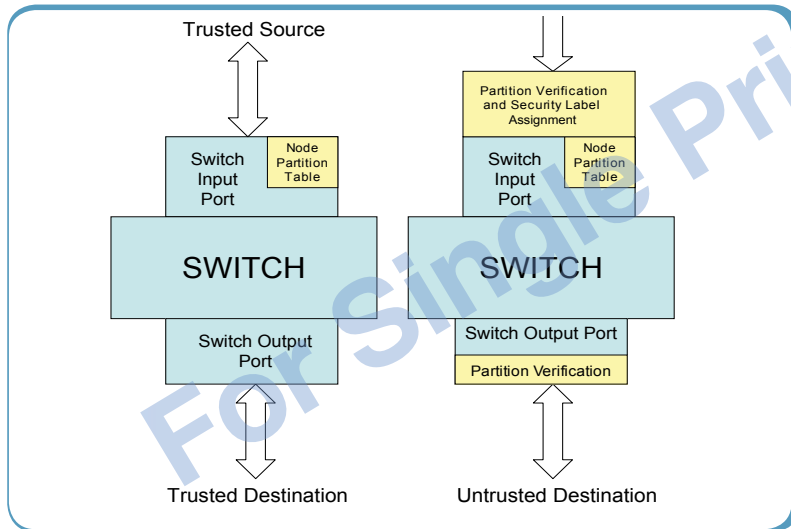 Trusted Source
Node
Partition
Table
Switch
Input
Port
SWITCH
Switch Output
Port
Trusted Destination
Partition Verification
and Security Label
Assignment
Node
Partition
Table
Switch
Input
Port
SWITCH
Switch Output Port
Partition Verification
Untrusted Destination
For Single Pri